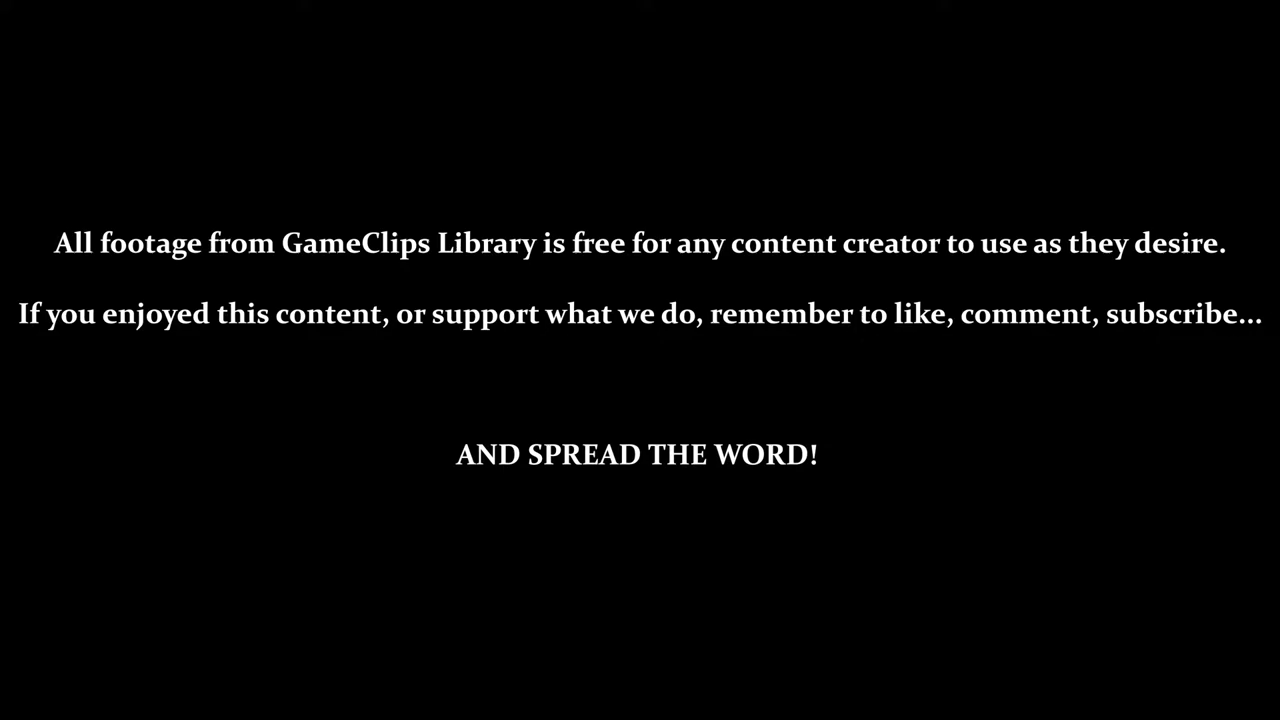 All footage from GameClips Library is free for any content creator to use as they desire.
If you enjoyed this content, or support what we do, remember to like, comment, subscribe...
AND SPREAD THE WORD!